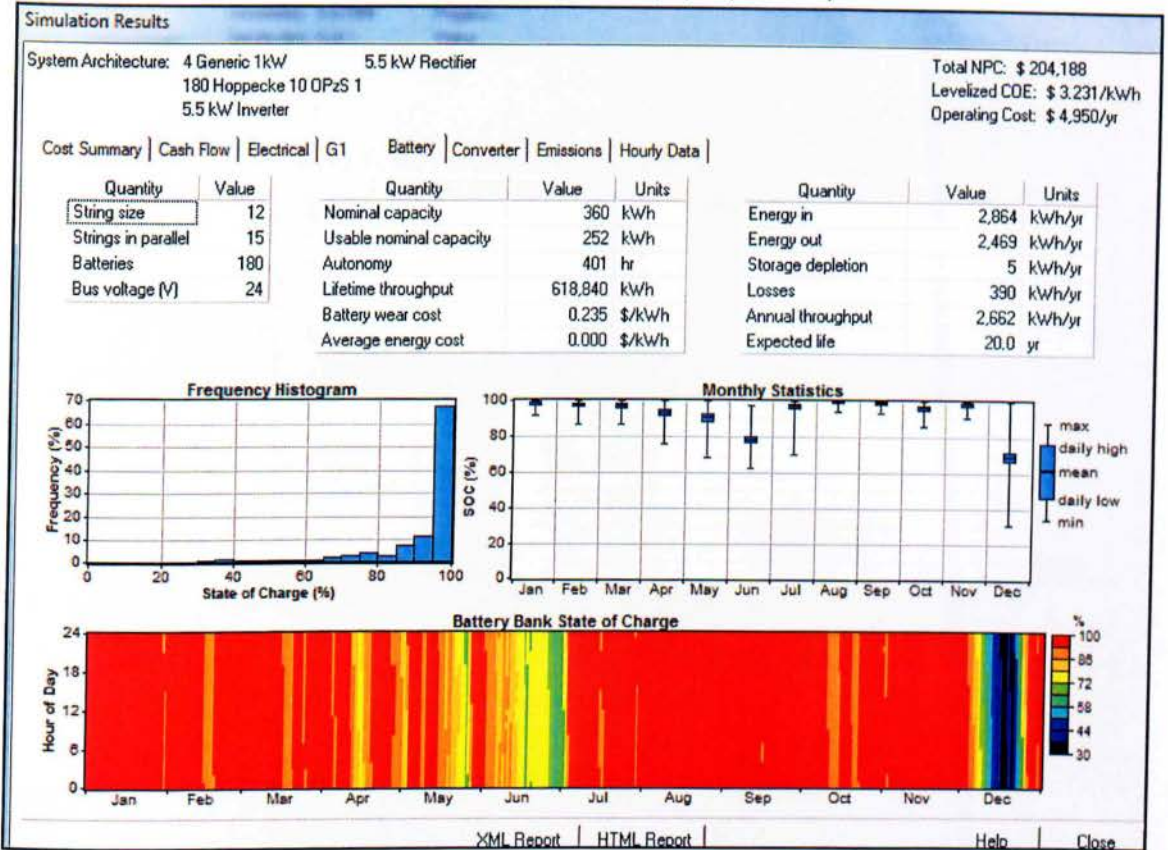 Simulation Results
System Architecture: 4 Generic 1kW 5.5 kW Rectifier
180 Hoppecke 10 OPzS 1
5.5 kW Inverter
Total NPC: $ 204,188
Levelized COE: $ 3.231/kWh
Operating Cost: $ 4,950/yr
Cost Summary | Cash Flow | Electrical | G1 Battery | Converter | Emissions | Hourly Data |
Quantity Value
String size 12
Strings in parallel 15
Batteries 180
Bus voltage (V) 24
Quantity Value Units
Nominal capacity 360 kWh
Usable nominal capacity 252 kWh
Autonomy 401 hr
Lifetime throughput 618,840 kWh
Battery wear cost 0.235 $/kWh
Average energy cost 0.000 $/kWh
Quantity Value Units
Energy in 2,864 kWh/yr
Energy out 2,469 kWh/yr
Storage depletion 5 kWh/yr
Losses 390 kWh/yr
Annual throughput 2,662 kWh/yr
Expected life 20.0 yr
Frequency Histogram
Frequency (%)
70
60
50
40
30
20
10
0
0 20 40 60 80 100
State of Charge (%)
Monthly Statistics
SOC (%)
100
80
60
40
20
0
Jan Feb Mar Apr May Jun Jul Aug Sep Oct Nov Dec
max
daily high
mean
daily low
min
Battery Bank State of Charge
Hour of Day
24
18
12
6
0
Jan Feb Mar Apr May Jun Jul Aug Sep Oct Nov Dec
%
100
86
72
58
44
30
XML Report | HTML Report | Help | Close